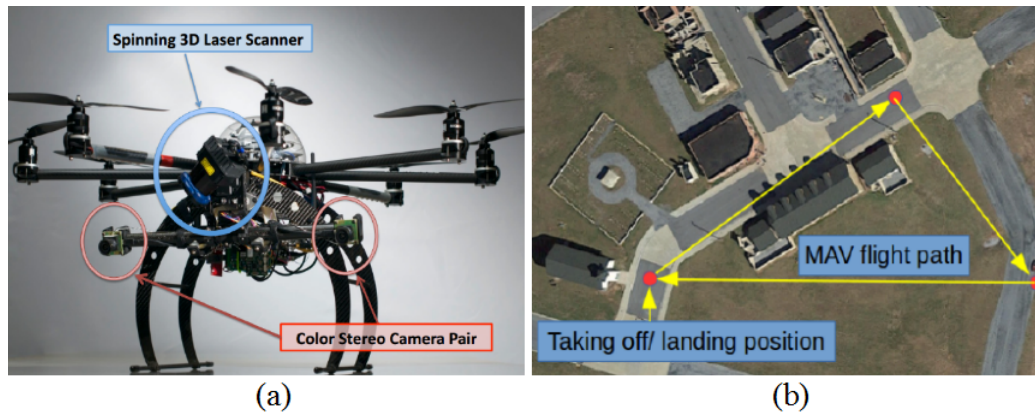 Spinning 3D Laser Scanner
Color Stereo Camera Pair
(a)
MAV flight path
Taking off/ landing position
(b)